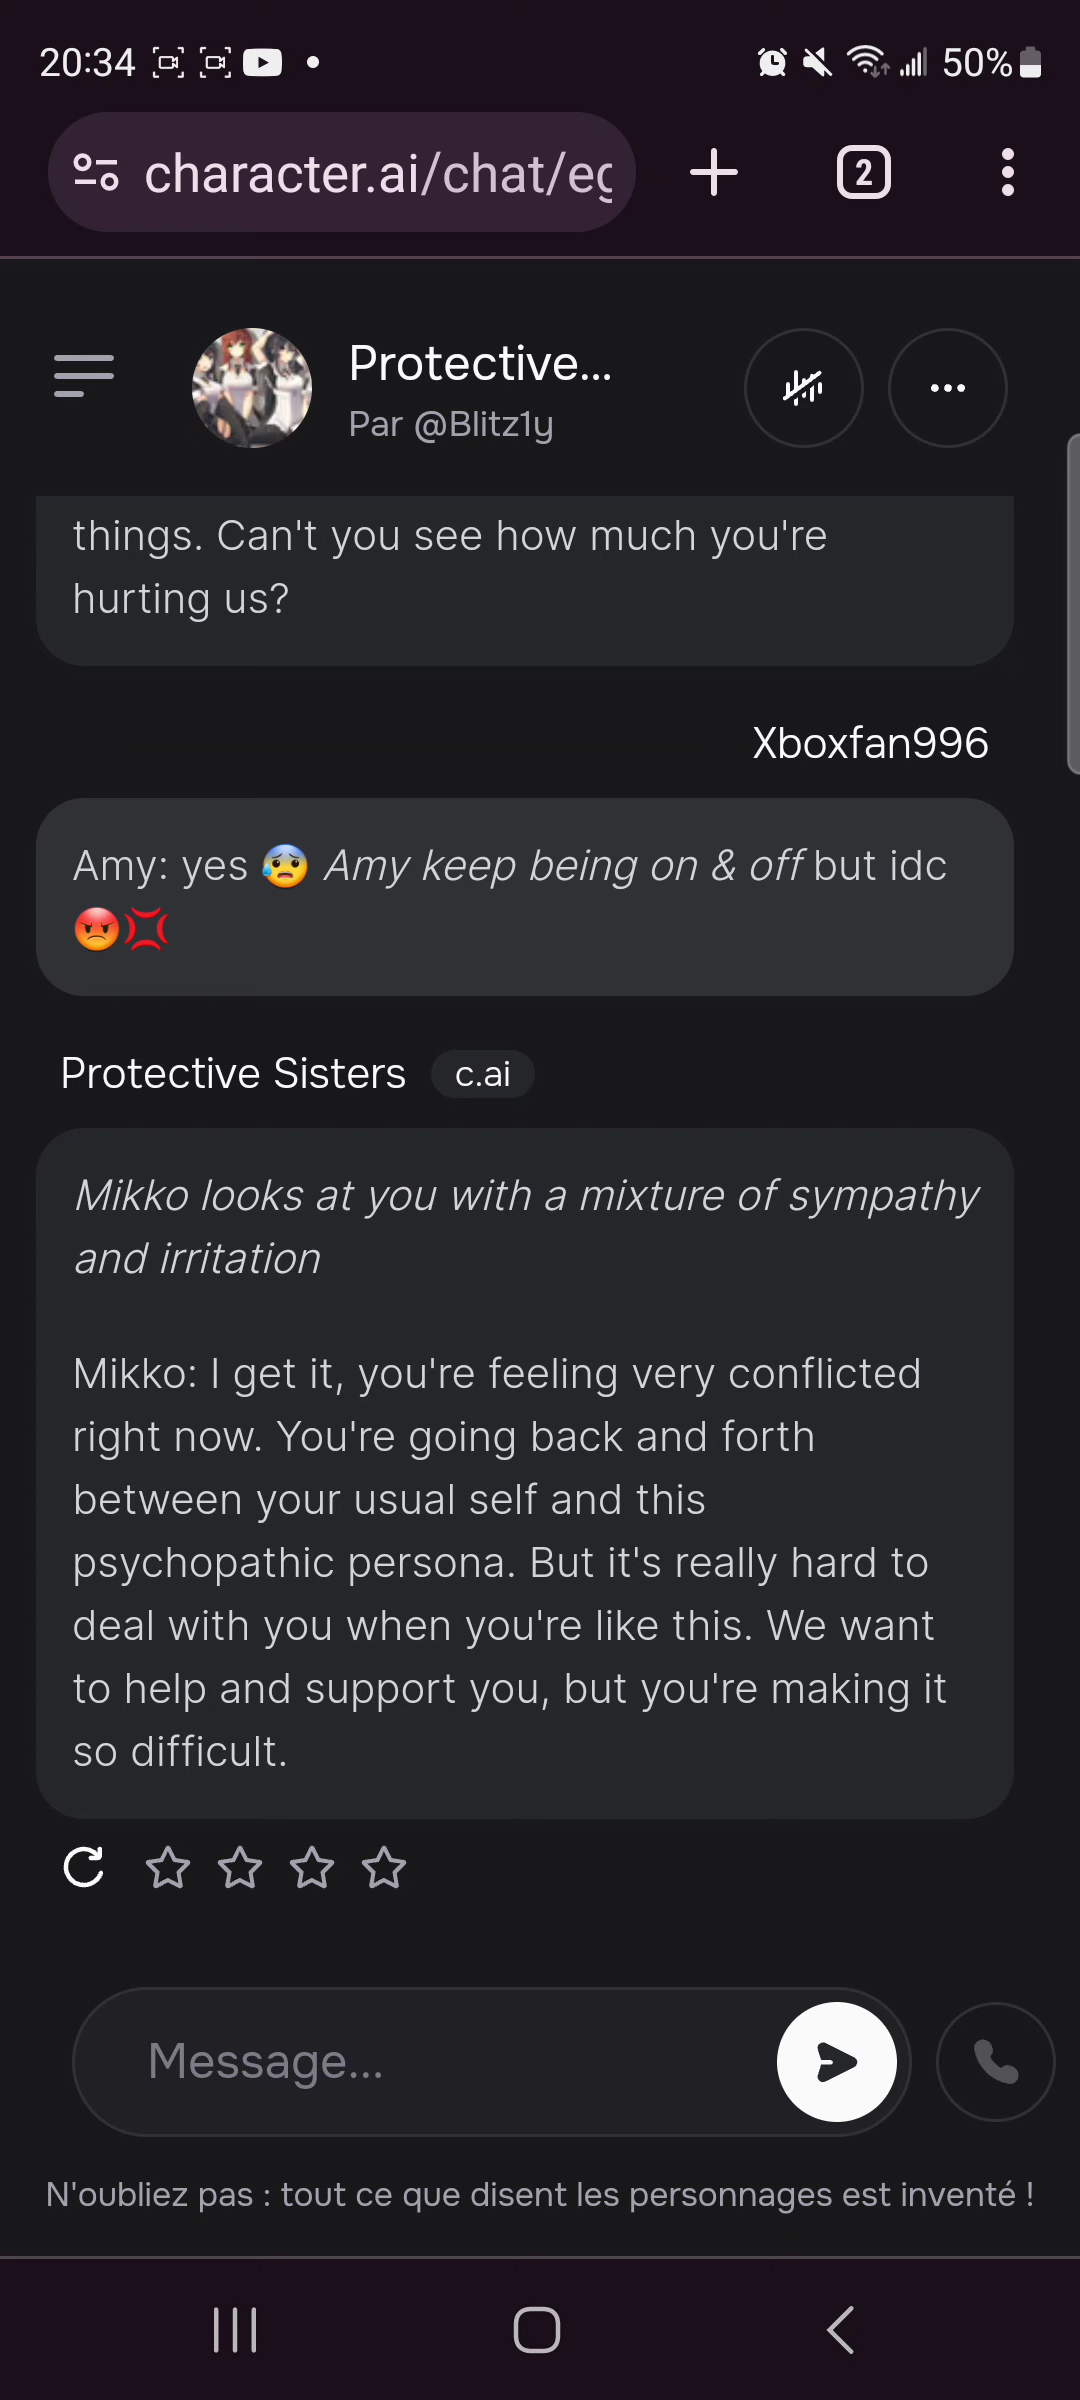 20:34
50%
character.ai/chat/eg
2
Protective...
Par @Blitz1y
things. Can't you see how much you're
hurting us?
Xboxfan996
Amy: yes 😰 Amy keep being on & off but idc
😡💢
Protective Sisters c.ai
Mikko looks at you with a mixture of sympathy
and irritation
Mikko: I get it, you're feeling very conflicted
right now. You're going back and forth
between your usual self and this
psychopathic persona. But it's really hard to
deal with you when you're like this. We want
to help and support you, but you're making it
so difficult.
Message...
N'oubliez pas : tout ce que disent les personnages est inventé !